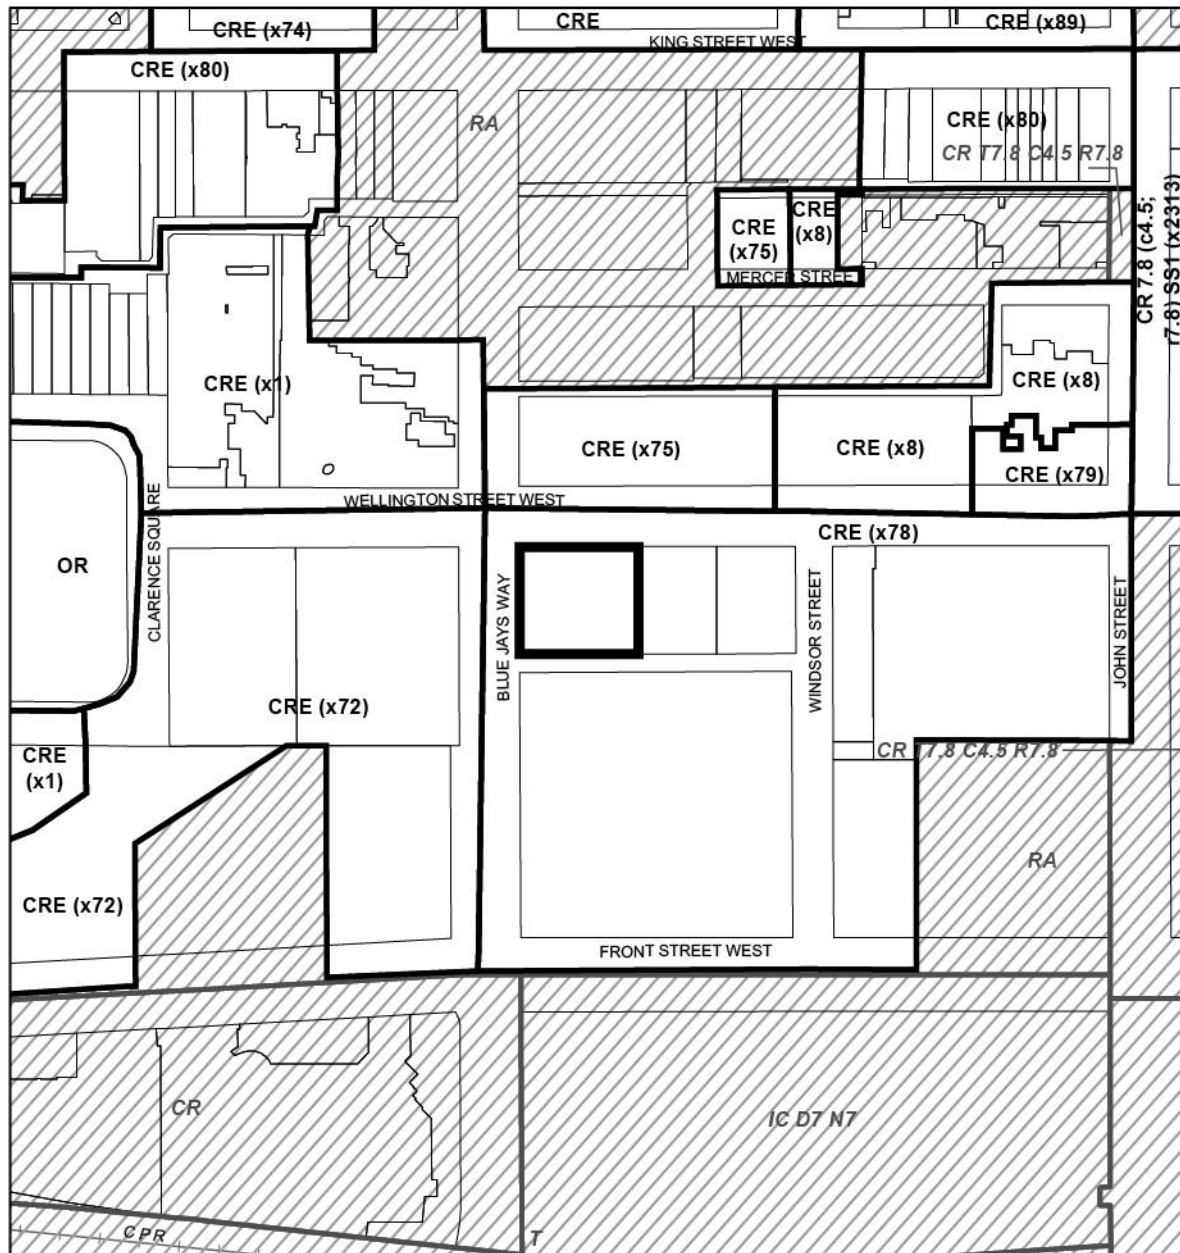 CRE (x74)
CRE
CRE (x89)
KING STREET WEST
CRE (x80)
RA
CRE (x80)
CR T7.8 C4.5 R7.8
CRE
(x75)
CRE
(x8)
MERCER STREET
CR 7.8 (c4.5;
r7.8) SS1 (x2313)
CRE (x1)
CRE (x8)
CRE (x75)
CRE (x8)
CRE (x79)
WELLINGTON STREET WEST
CRE (x78)
OR
CLARENCE SQUARE
BLUE JAYS WAY
WINDSOR STREET
JOHN STREET
CRE (x72)
CRE
(x1)
CR T7.8 C4.5 R7.8
RA
CRE (x72)
FRONT STREET WEST
CR
IC D7 N7
CPR
T